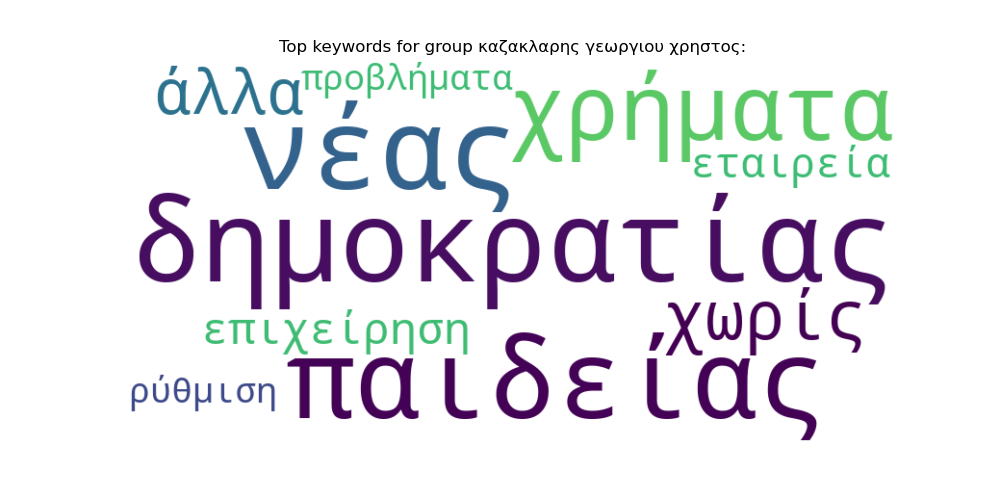 Top keywords for group καζακλαρης γεωργιου χρηστος:
άλλα
προβλήματα
χρήματα
νέας
εταιρεία
δημοκρατίας
χωρίς
επιχείρηση
παιδείας
ρύθμιση